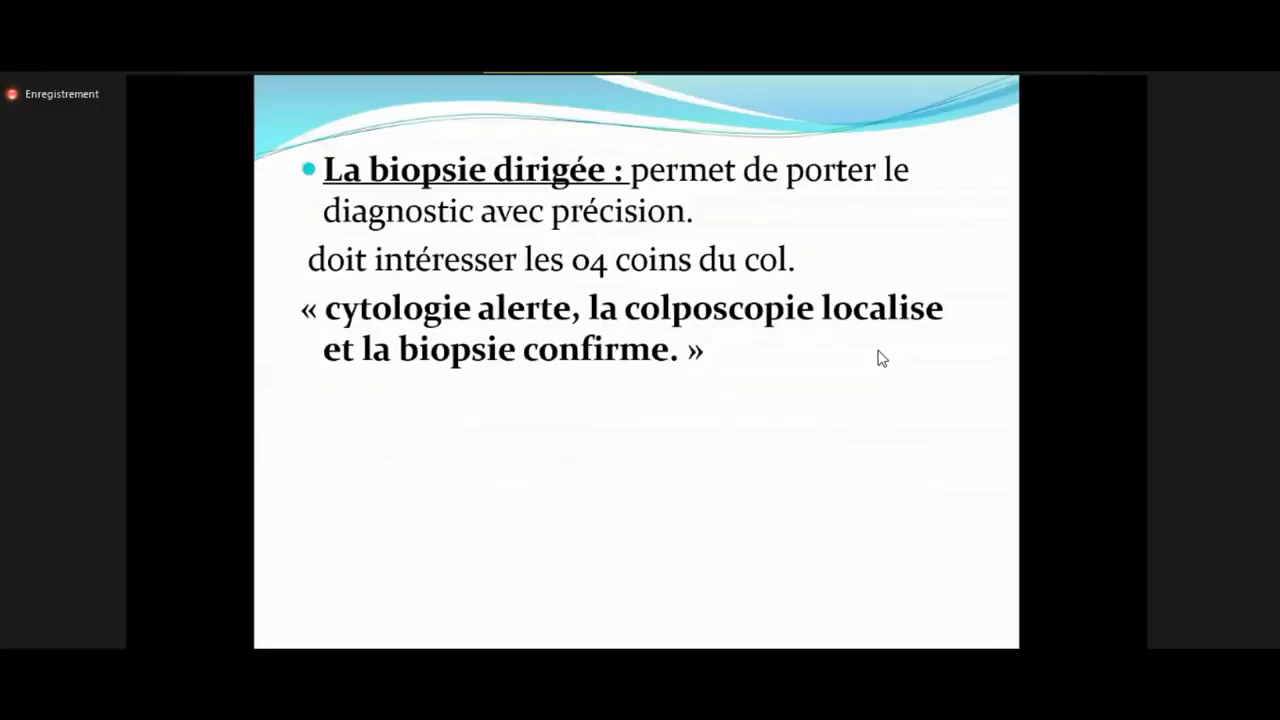 Enregistrement
La biopsie dirigée : permet de porter le
diagnostic avec précision.
doit intéresser les 04 coins du col.
« cytologie alerte, la colposcopie localise
et la biopsie confirme. »